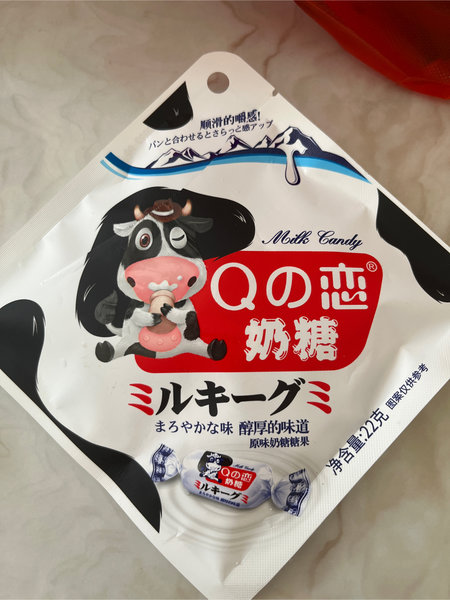 顺滑的嚼感!
パンと合わせるとさらっと感アップ
Milk Candy
Qの恋®
奶糖
ミルキーグミ
まろやかな味 醇厚的味道
原味奶糖糖果
净含量:22克
图案仅供参考
Milk Candy
Qの恋
奶糖
ミルキーグミ